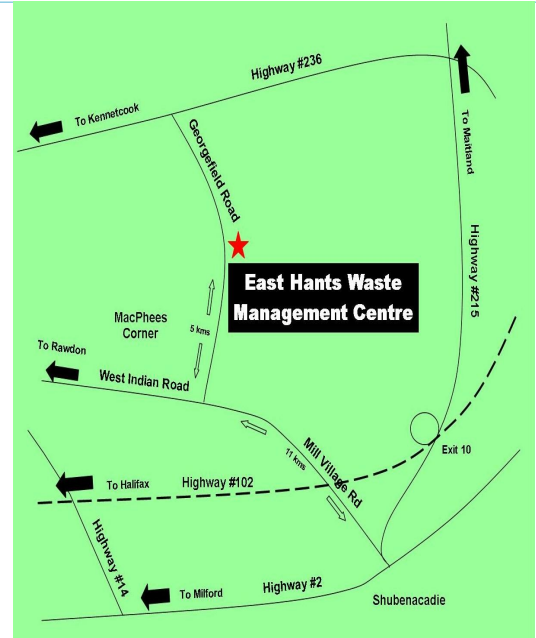 Highway #236
To Kennetcook
Georgefield Road
To Maitland
Highway #215
East Hants Waste
Management Centre
MacPhees
Corner
5 kms
To Rawdon
West Indian Road
Mill Village Rd
11 kms
Exit 10
To Halifax
Highway #102
Highway #14
To Milford
Highway #2
Shubenacadie